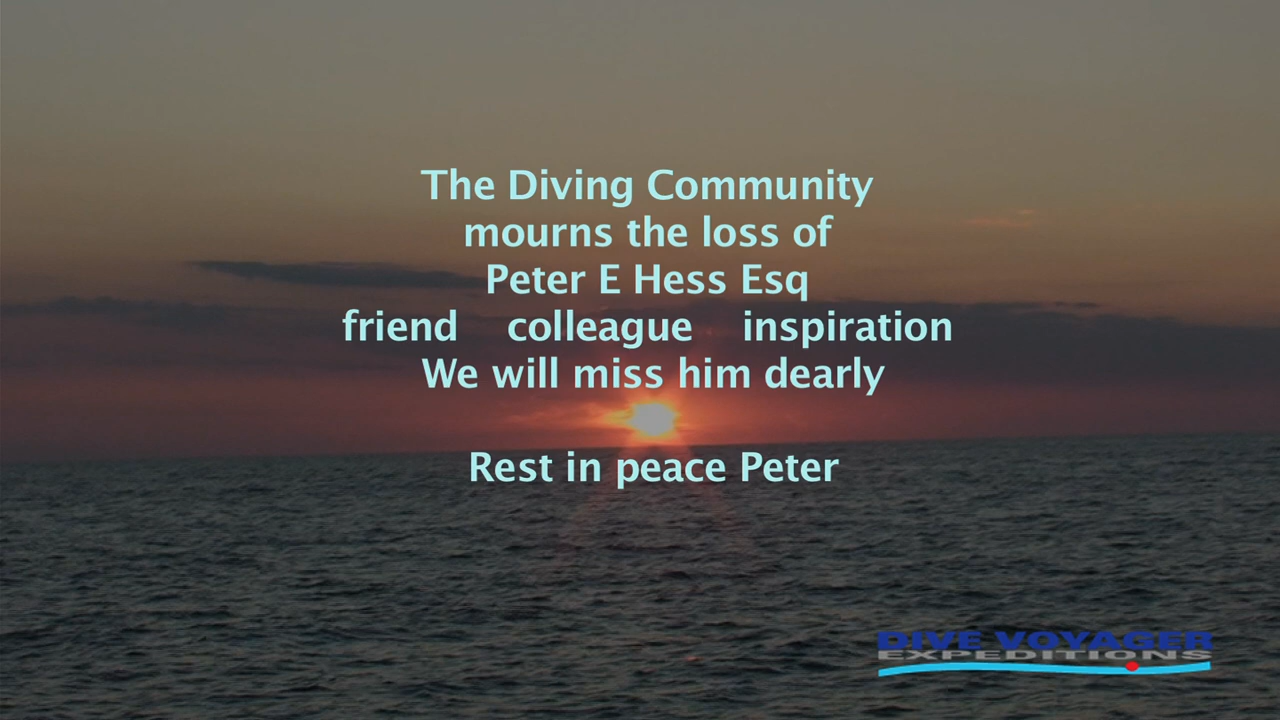 The Diving Community
mourns the loss of
Peter E Hess Esq
friend colleague inspiration
We will miss him dearly
Rest in peace Peter
DIVE VOYAGER
EXPEDITIONS